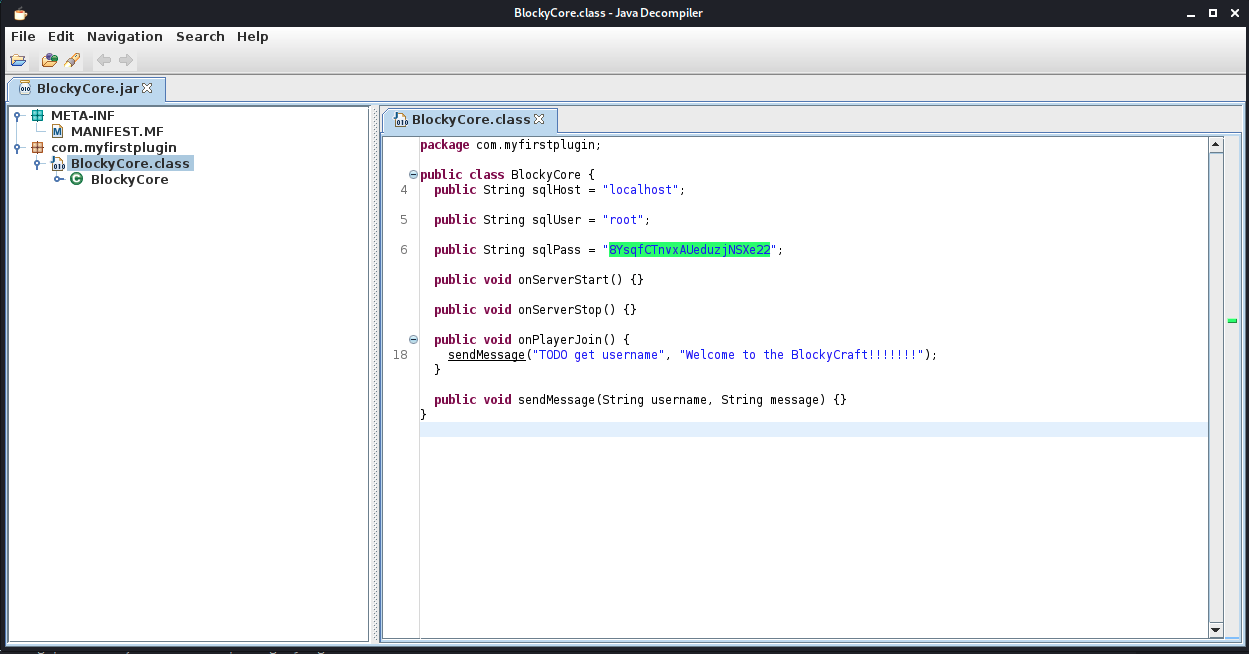 BlockyCore.class - Java Decompiler
File Edit Navigation Search Help
BlockyCore.jar
META-INF
MANIFEST.MF
com.myfirstplugin
BlockyCore.class
BlockyCore
BlockyCore.class
package com.myfirstplugin;
public class BlockyCore {
4 public String sqlHost = "localhost";
5 public String sqlUser = "root";
6 public String sqlPass = "8YsqfCTnvxAUeduzjNSXe22";
public void onServerStart() {}
public void onServerStop() {}
public void onPlayerJoin() {
18 sendMessage("TODO get username", "Welcome to the BlockyCraft!!!!!!!");
}
public void sendMessage(String username, String message) {}
}